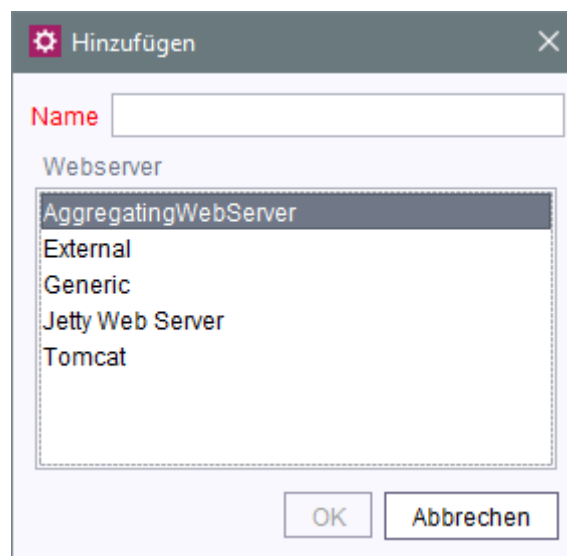 Hinzufügen
Name
Webserver
AggregatingWebServer
External
Generic
Jetty Web Server
Tomcat
OK Abbrechen